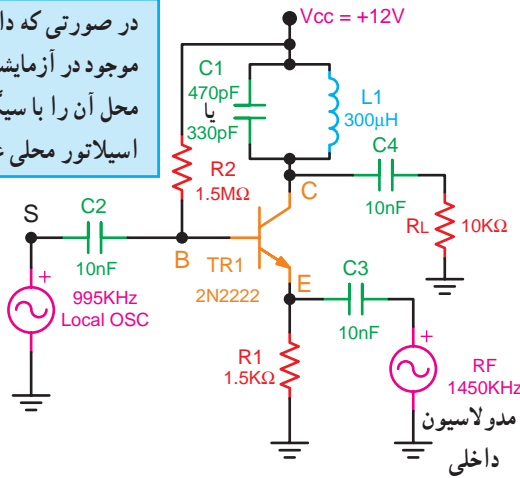 در صورتی که دا
موجود در آزمایش
محل آن را با سیگ
اسیلاتور محلی
Vcc = +12V
C1
470pF
یا
330pF
L1
300µH
C4
10nF
R2
1.5MΩ
C
RL
10KΩ
S
C2
10nF
B
TR1
2N2222
E
C3
10nF
+
995KHz
Local OSC
R1
1.5KΩ
+
RF
1450KHz
مدولاسیون
داخلی